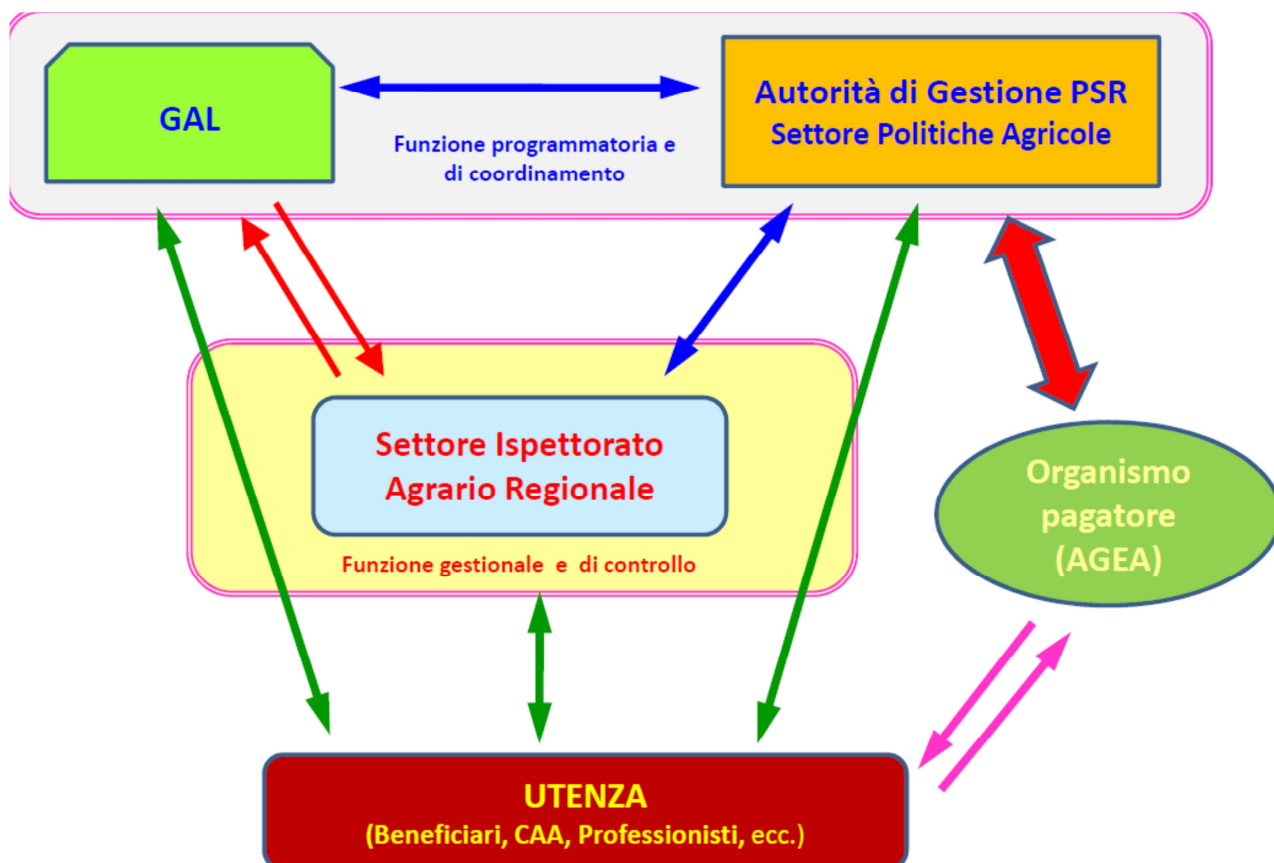 GAL
Autorità di Gestione PSR
Settore Politiche Agricole
Funzione programmatoria e
di coordinamento
Settore Ispettorato
Agrario Regionale
Funzione gestionale e di controllo
Organismo
pagatore
(AGEA)
UTENZA
(Beneficiari, CAA, Professionisti, ecc.)